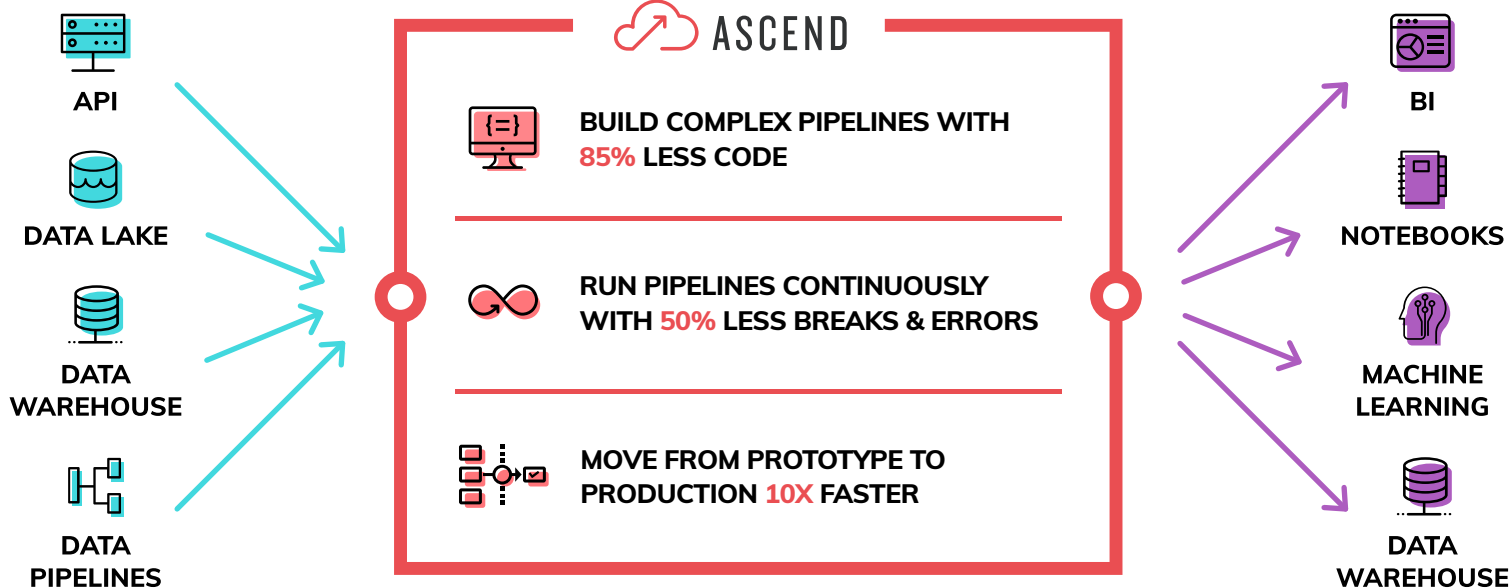 API
DATA LAKE
DATA
WAREHOUSE
DATA
PIPELINES
ASCEND
{=}
BUILD COMPLEX PIPELINES WITH
85% LESS CODE
RUN PIPELINES CONTINUOUSLY
WITH 50% LESS BREAKS & ERRORS
MOVE FROM PROTOTYPE TO
PRODUCTION 10X FASTER
BI
NOTEBOOKS
MACHINE
LEARNING
DATA
WAREHOUSE